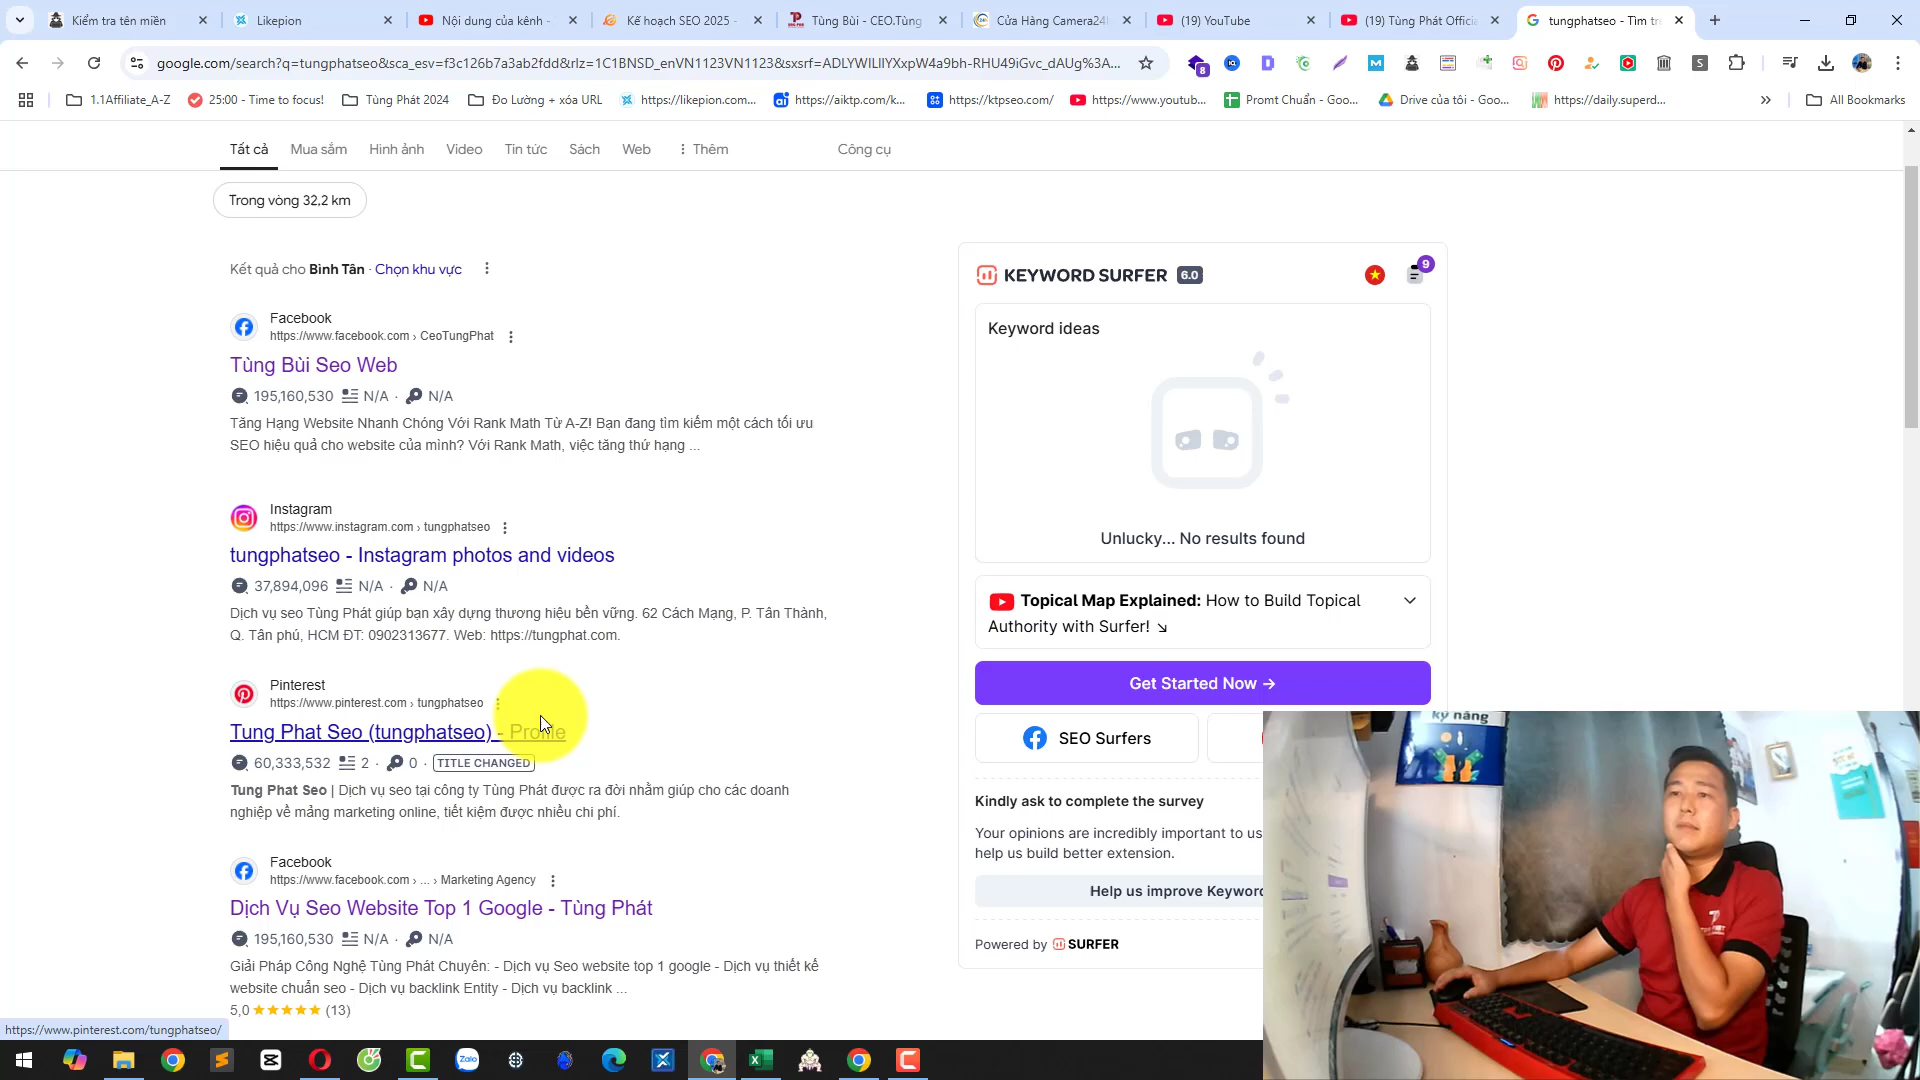 Kiểm tra tên miền
Likepion
Nội dung của kênh -
Kế hoạch SEO 2025 -
Tùng Bùi - CEO.Tùng
Cửa Hàng Camera24
(19) YouTube
(19) Tùng Phát Offici
tungphatseo - Tìm tr
google.com/search?q=tungphatseo&sca_esv=f3c126b7a3ab2fdd&rlz=1C1BNSD_enVN1123VN1123&sxsrf=ADLYWILIlYXxpW4a9bh-RHU49iGvc_dAUg%3A...
8
1.1Affiliate_A-Z
25:00 - Time to focus!
Tùng Phát 2024
Đo Lường + xóa URL
https://likepion.com...
https://aiktp.com/k...
https://ktpseo.com/
https://www.youtub...
Promt Chuẩn - Goo...
Drive của tôi - Goo...
https://daily.superd...
All Bookmarks
Tất cả
Mua sắm
Hình ảnh
Video
Tin tức
Sách
Web
Thêm
Công cụ
Trong vòng 32,2 km
Kết quả cho Bình Tân · Chọn khu vực
Facebook
https://www.facebook.com › CeoTungPhat
Tùng Bùi Seo Web
195,160,530 N/A · N/A
Tăng Hạng Website Nhanh Chóng Với Rank Math Từ A-Z! Bạn đang tìm kiếm một cách tối ưu
SEO hiệu quả cho website của mình? Với Rank Math, việc tăng thứ hạng ...
Instagram
https://www.instagram.com › tungphatseo
tungphatseo - Instagram photos and videos
37,894,096 N/A · N/A
Dịch vụ seo Tùng Phát giúp bạn xây dựng thương hiệu bền vững. 62 Cách Mạng, P. Tân Thành,
Q. Tân phú, HCM ĐT: 0902313677. Web: https://tungphat.com.
Pinterest
https://www.pinterest.com › tungphatseo
Tung Phat Seo (tungphatseo) - Profile
60,333,532 2 · 0 · TITLE CHANGED
Tung Phat Seo | Dịch vụ seo tại công ty Tùng Phát được ra đời nhằm giúp cho các doanh
nghiệp về mảng marketing online, tiết kiệm được nhiều chi phí.
Facebook
https://www.facebook.com › ... › Marketing Agency
Dịch Vụ Seo Website Top 1 Google - Tùng Phát
195,160,530 N/A · N/A
Giải Pháp Công Nghệ Tùng Phát Chuyên: - Dịch vụ Seo website top 1 google - Dịch vụ thiết kế
website chuẩn seo - Dịch vụ backlink Entity - Dịch vụ backlink ...
5,0 (13)
https://www.pinterest.com/tungphatseo/
KEYWORD SURFER 6.0
9
Keyword ideas
Unlucky... No results found
Topical Map Explained: How to Build Topical
Authority with Surfer! ↘
Get Started Now →
SEO Surfers
Kindly ask to complete the survey
Your opinions are incredibly important to us
help us build better extension.
Help us improve Keywor
Powered by SURFER
kỹ năng
Zalo